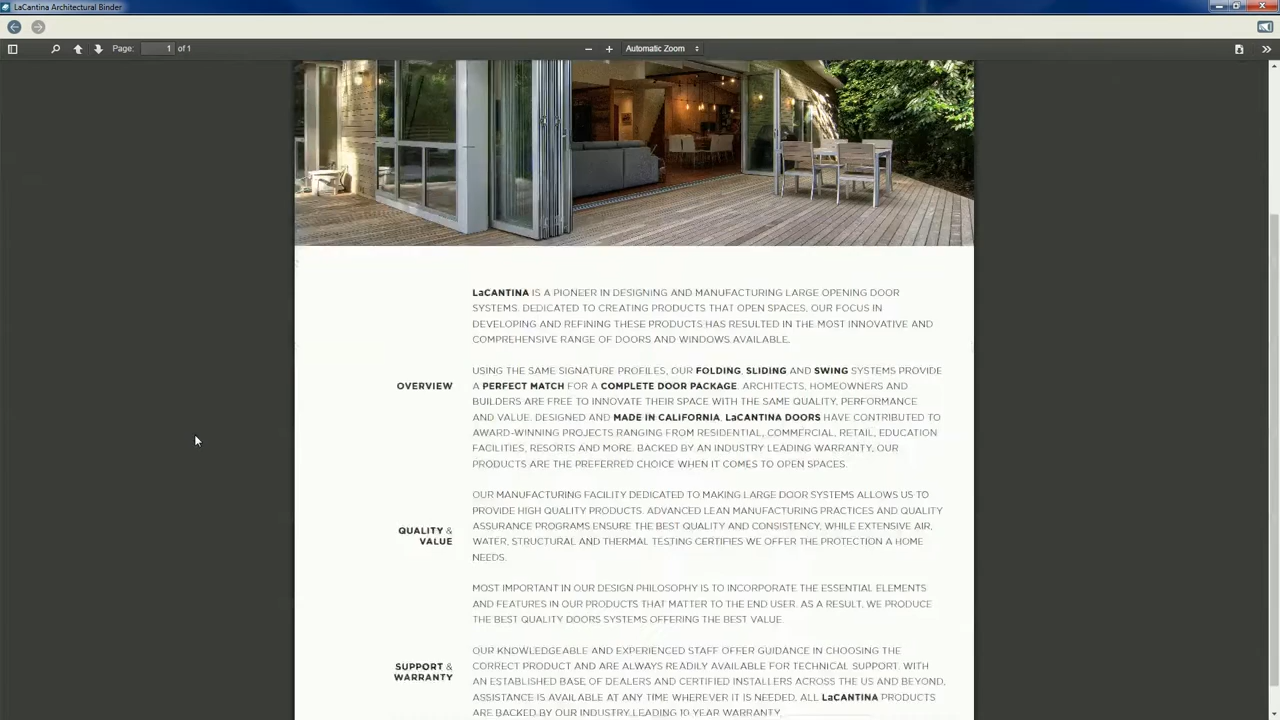 LaCantina Architectural Binder
Page: 1 of 1
Automatic Zoom
LaCANTINA IS A PIONEER IN DESIGNING AND MANUFACTURING LARGE OPENING DOOR
SYSTEMS. DEDICATED TO CREATING PRODUCTS THAT OPEN SPACES, OUR FOCUS IN
DEVELOPING AND REFINING THESE PRODUCTS HAS RESULTED IN THE MOST INNOVATIVE AND
COMPREHENSIVE RANGE OF DOORS AND WINDOWS AVAILABLE.
OVERVIEW
USING THE SAME SIGNATURE PROFILES, OUR FOLDING, SLIDING AND SWING SYSTEMS PROVIDE
A PERFECT MATCH FOR A COMPLETE DOOR PACKAGE. ARCHITECTS, HOMEOWNERS AND
BUILDERS ARE FREE TO INNOVATE THEIR SPACE WITH THE SAME QUALITY, PERFORMANCE
AND VALUE. DESIGNED AND MADE IN CALIFORNIA, LaCANTINA DOORS HAVE CONTRIBUTED TO
AWARD-WINNING PROJECTS RANGING FROM RESIDENTIAL, COMMERCIAL, RETAIL, EDUCATION
FACILITIES, RESORTS AND MORE. BACKED BY AN INDUSTRY LEADING WARRANTY, OUR
PRODUCTS ARE THE PREFERRED CHOICE WHEN IT COMES TO OPEN SPACES.
QUALITY &
VALUE
OUR MANUFACTURING FACILITY DEDICATED TO MAKING LARGE DOOR SYSTEMS ALLOWS US TO
PROVIDE HIGH QUALITY PRODUCTS. ADVANCED LEAN MANUFACTURING PRACTICES AND QUALITY
ASSURANCE PROGRAMS ENSURE THE BEST QUALITY AND CONSISTENCY, WHILE EXTENSIVE AIR,
WATER, STRUCTURAL AND THERMAL TESTING CERTIFIES WE OFFER THE PROTECTION A HOME
NEEDS.
MOST IMPORTANT IN OUR DESIGN PHILOSOPHY IS TO INCORPORATE THE ESSENTIAL ELEMENTS
AND FEATURES IN OUR PRODUCTS THAT MATTER TO THE END USER. AS A RESULT, WE PRODUCE
THE BEST QUALITY DOORS SYSTEMS OFFERING THE BEST VALUE.
SUPPORT &
WARRANTY
OUR KNOWLEDGEABLE AND EXPERIENCED STAFF OFFER GUIDANCE IN CHOOSING THE
CORRECT PRODUCT AND ARE ALWAYS READILY AVAILABLE FOR TECHNICAL SUPPORT. WITH
AN ESTABLISHED BASE OF DEALERS AND CERTIFIED INSTALLERS ACROSS THE US AND BEYOND,
ASSISTANCE IS AVAILABLE AT ANY TIME WHEREVER IT IS NEEDED, ALL LaCANTINA PRODUCTS
ARE BACKED BY OUR INDUSTRY LEADING 10 YEAR WARRANTY.